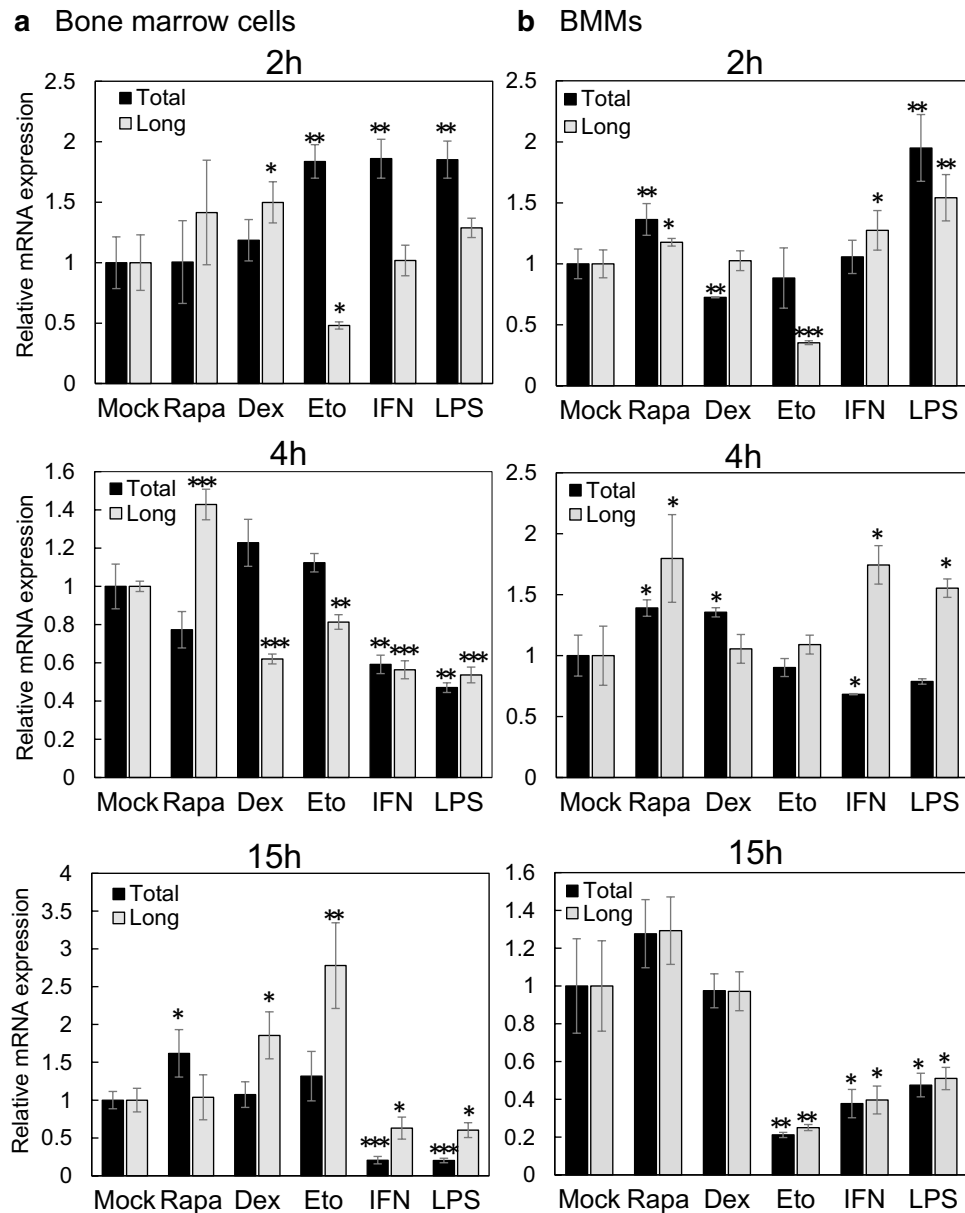 a Bone marrow cells
2h
Relative mRNA expression
2.5
2
1.5
1
0.5
0
Total
Long
* ** * ** **
Mock Rapa Dex Eto IFN LPS
4h
Relative mRNA expression
1.6
1.4
1.2
1
0.8
0.6
0.4
0.2
0
Total
Long
*** *** ** ** *** ** ***
Mock Rapa Dex Eto IFN LPS
15h
Relative mRNA expression
4
3.5
3
2.5
2
1.5
1
0.5
0
Total
Long
* * ** *** * *** *
Mock Rapa Dex Eto IFN LPS
b BMMs
2h
2.5
2
1.5
1
0.5
0
Total
Long
** * ** *** * ** **
Mock Rapa Dex Eto IFN LPS
4h
2.5
2
1.5
1
0.5
0
Total
Long
* * * * * *
Mock Rapa Dex Eto IFN LPS
15h
1.6
1.4
1.2
1
0.8
0.6
0.4
0.2
0
Total
Long
** ** * * * *
Mock Rapa Dex Eto IFN LPS